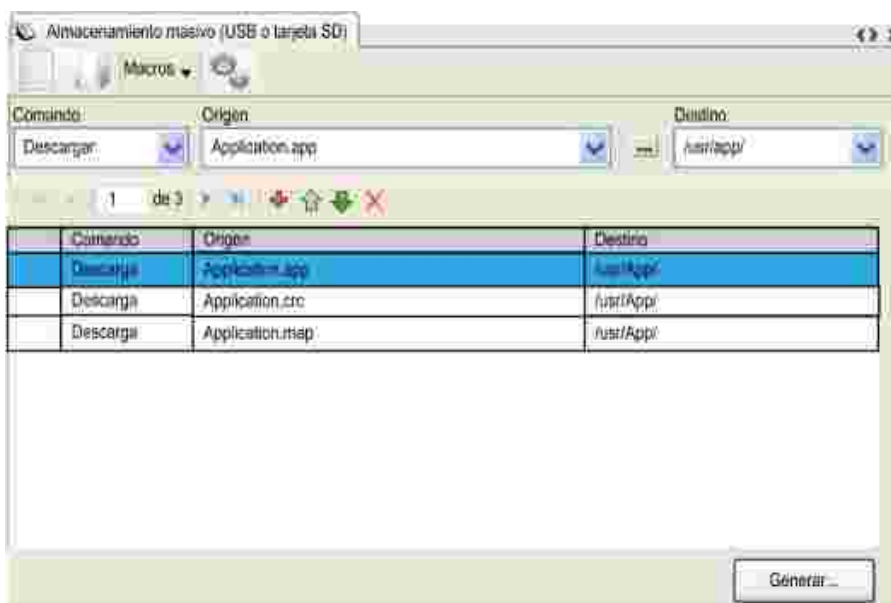 Almacenamiento masivo (USB o tarjeta SD)
Macros
Comando Origen Destino
Descargar Application.app /usr/app/
1 de 3
Comando Origen Destino
Descarga Application.app /usr/App/
Descarga Application.crc /usr/App/
Descarga Application.map /usr/App/
Generar...